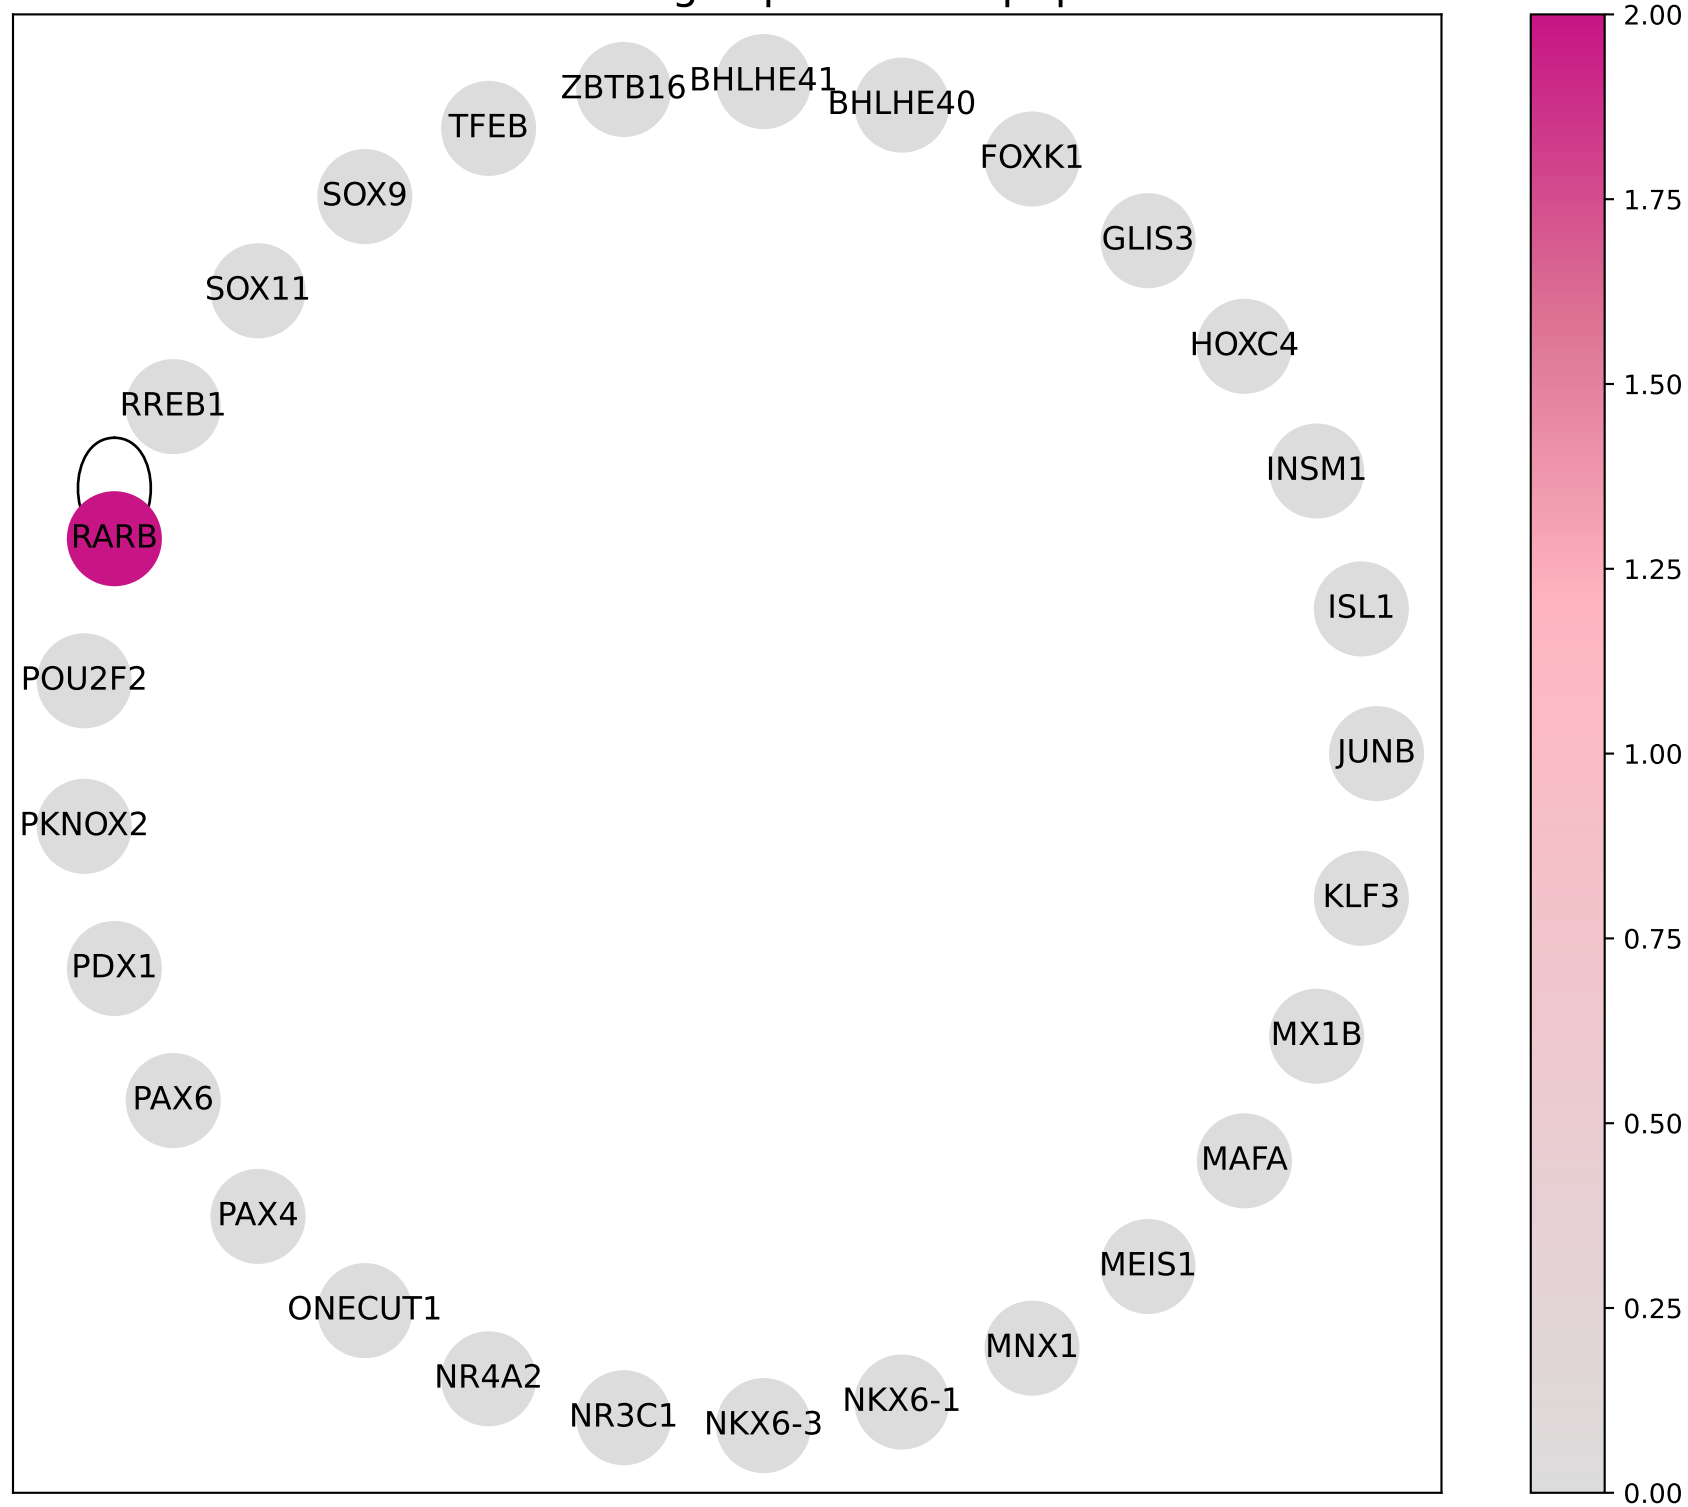 ZBTB16
BHLHE41
BHLHE40
TFEB
FOXK1
SOX9
GLIS3
SOX11
HOXC4
RREB1
INSM1
RARB
ISL1
POU2F2
JUNB
PKNOX2
KLF3
PDX1
MX1B
PAX6
MAFA
PAX4
MEIS1
ONECUT1
MNX1
NR4A2
NKX6-1
NR3C1
NKX6-3
2.00
1.75
1.50
1.25
1.00
0.75
0.50
0.25
0.00